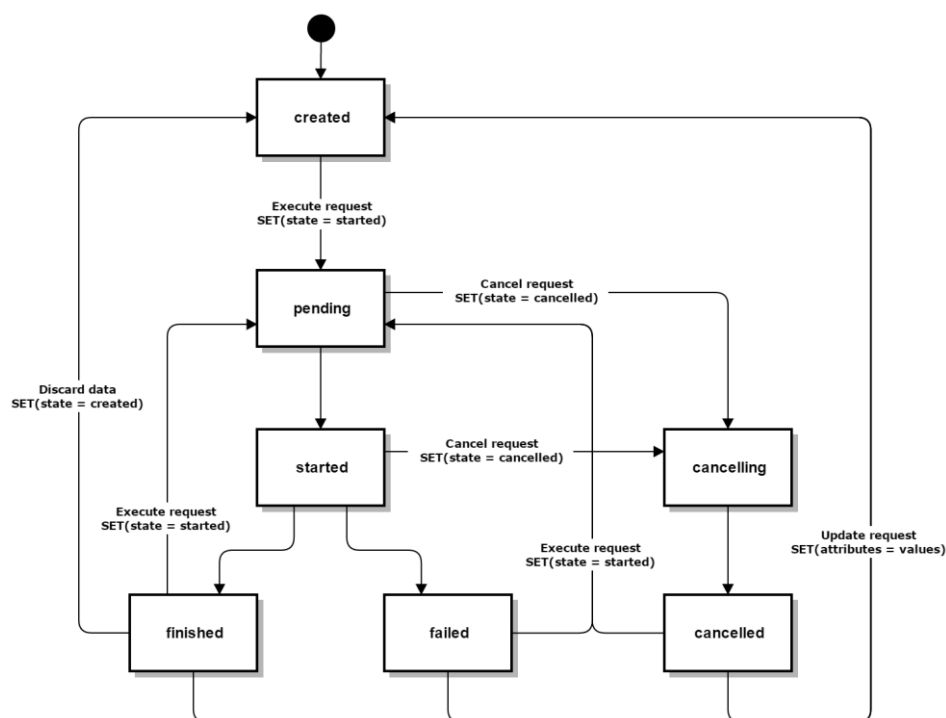 created
Execute request
SET(state = started)
pending
Cancel request
SET(state = cancelled)
Discard data
SET(state = created)
started
Cancel request
SET(state = cancelled)
cancelling
Execute request
SET(state = started)
Execute request
SET(state = started)
Update request
SET(attributes = values)
finished
failed
cancelled